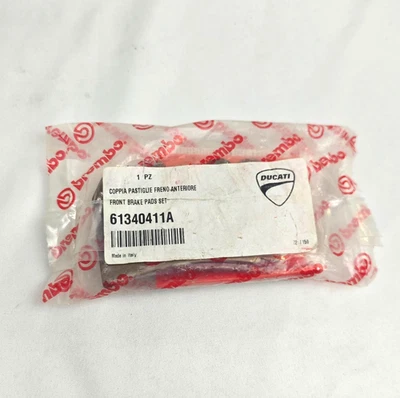 brembo
1 PZ
COPPIA PASTIGLIE FRENO ANTERIORE
FRONT BRAKE PADS SET
61340411A
DUCATI
Made in Italy